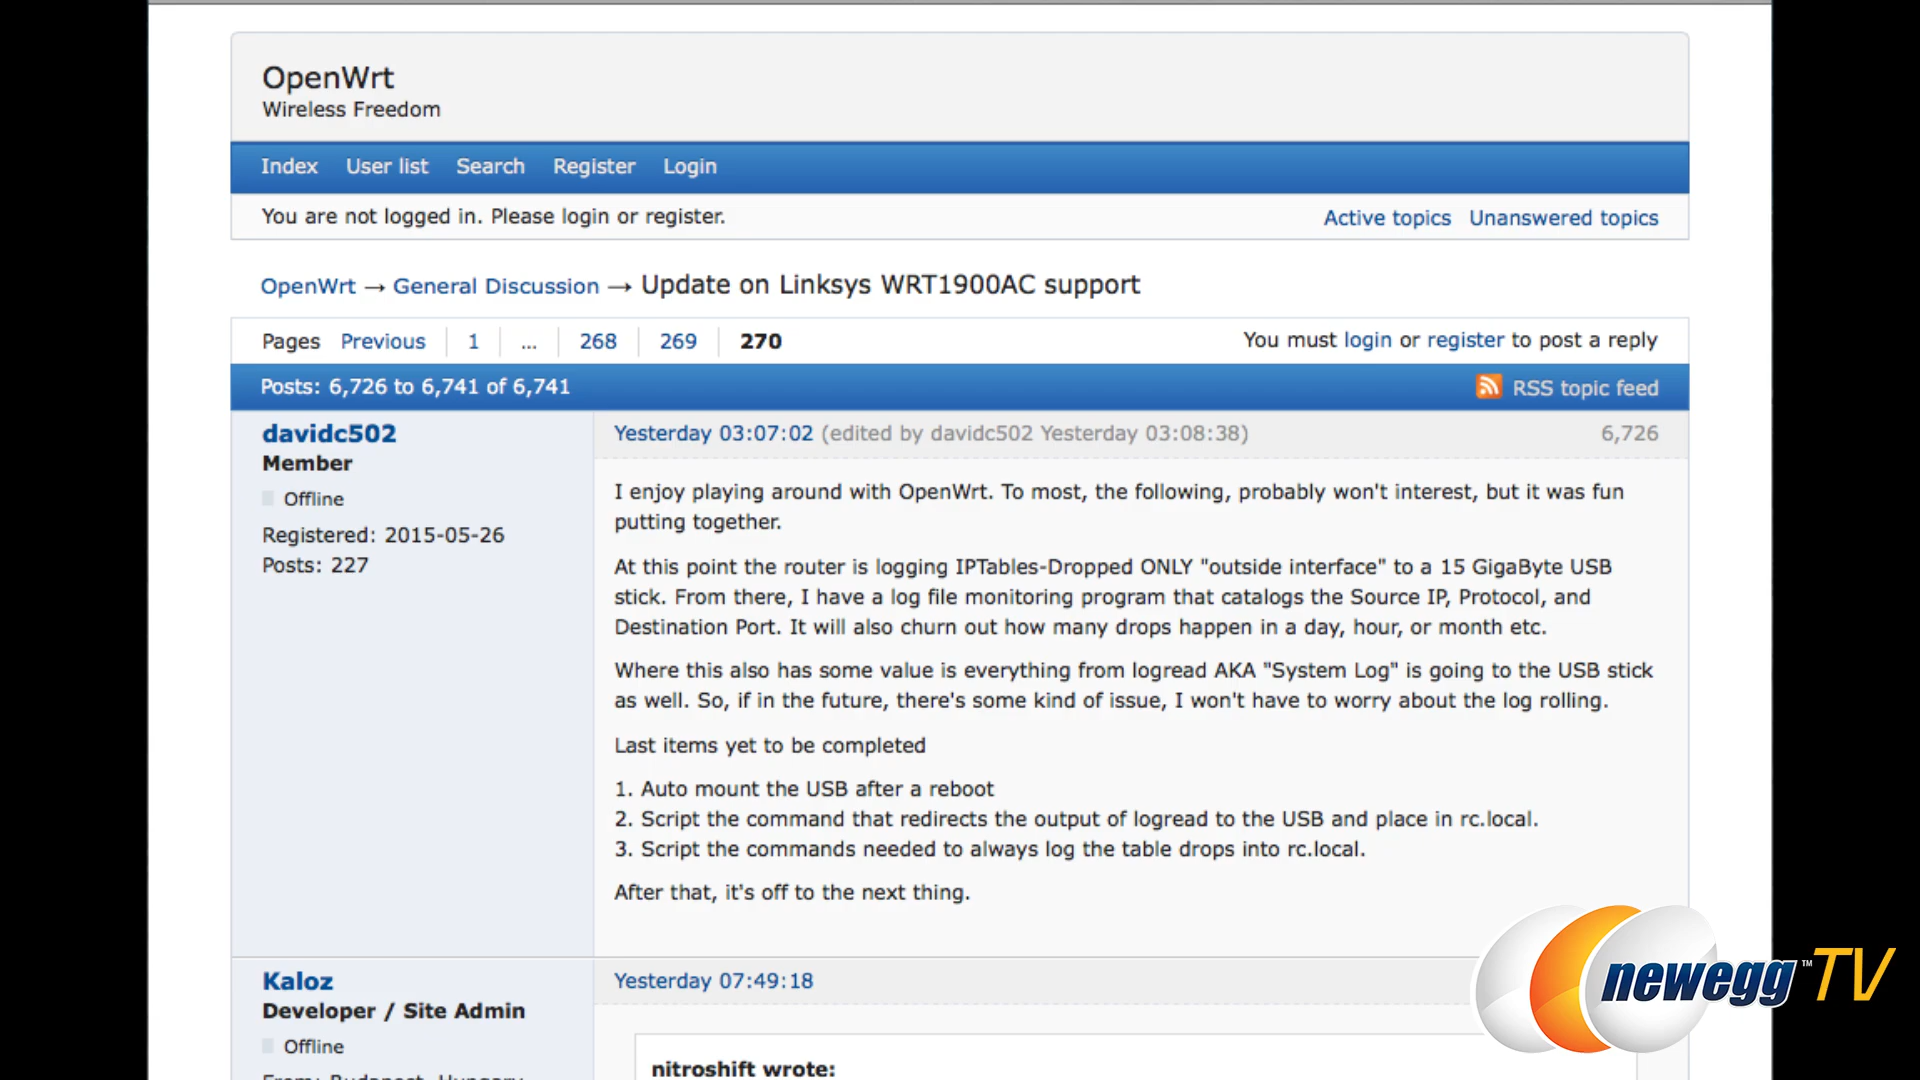 OpenWrt
Wireless Freedom
Index User list Search Register Login
You are not logged in. Please login or register.
Active topics Unanswered topics
OpenWrt → General Discussion → Update on Linksys WRT1900AC support
Pages Previous 1 ... 268 269 270
You must login or register to post a reply
Posts: 6,726 to 6,741 of 6,741
RSS topic feed
davidc502
Member
Offline
Registered: 2015-05-26
Posts: 227
Yesterday 03:07:02 (edited by davidc502 Yesterday 03:08:38)
6,726
I enjoy playing around with OpenWrt. To most, the following, probably won't interest, but it was fun
putting together.
At this point the router is logging IPTables-Dropped ONLY "outside interface" to a 15 GigaByte USB
stick. From there, I have a log file monitoring program that catalogs the Source IP, Protocol, and
Destination Port. It will also churn out how many drops happen in a day, hour, or month etc.
Where this also has some value is everything from logread AKA "System Log" is going to the USB stick
as well. So, if in the future, there's some kind of issue, I won't have to worry about the log rolling.
Last items yet to be completed
1. Auto mount the USB after a reboot
2. Script the command that redirects the output of logread to the USB and place in rc.local.
3. Script the commands needed to always log the table drops into rc.local.
After that, it's off to the next thing.
Kaloz
Developer / Site Admin
Offline
From: Budapest, Hungary
Yesterday 07:49:18
nitroshift wrote:
newegg™ TV